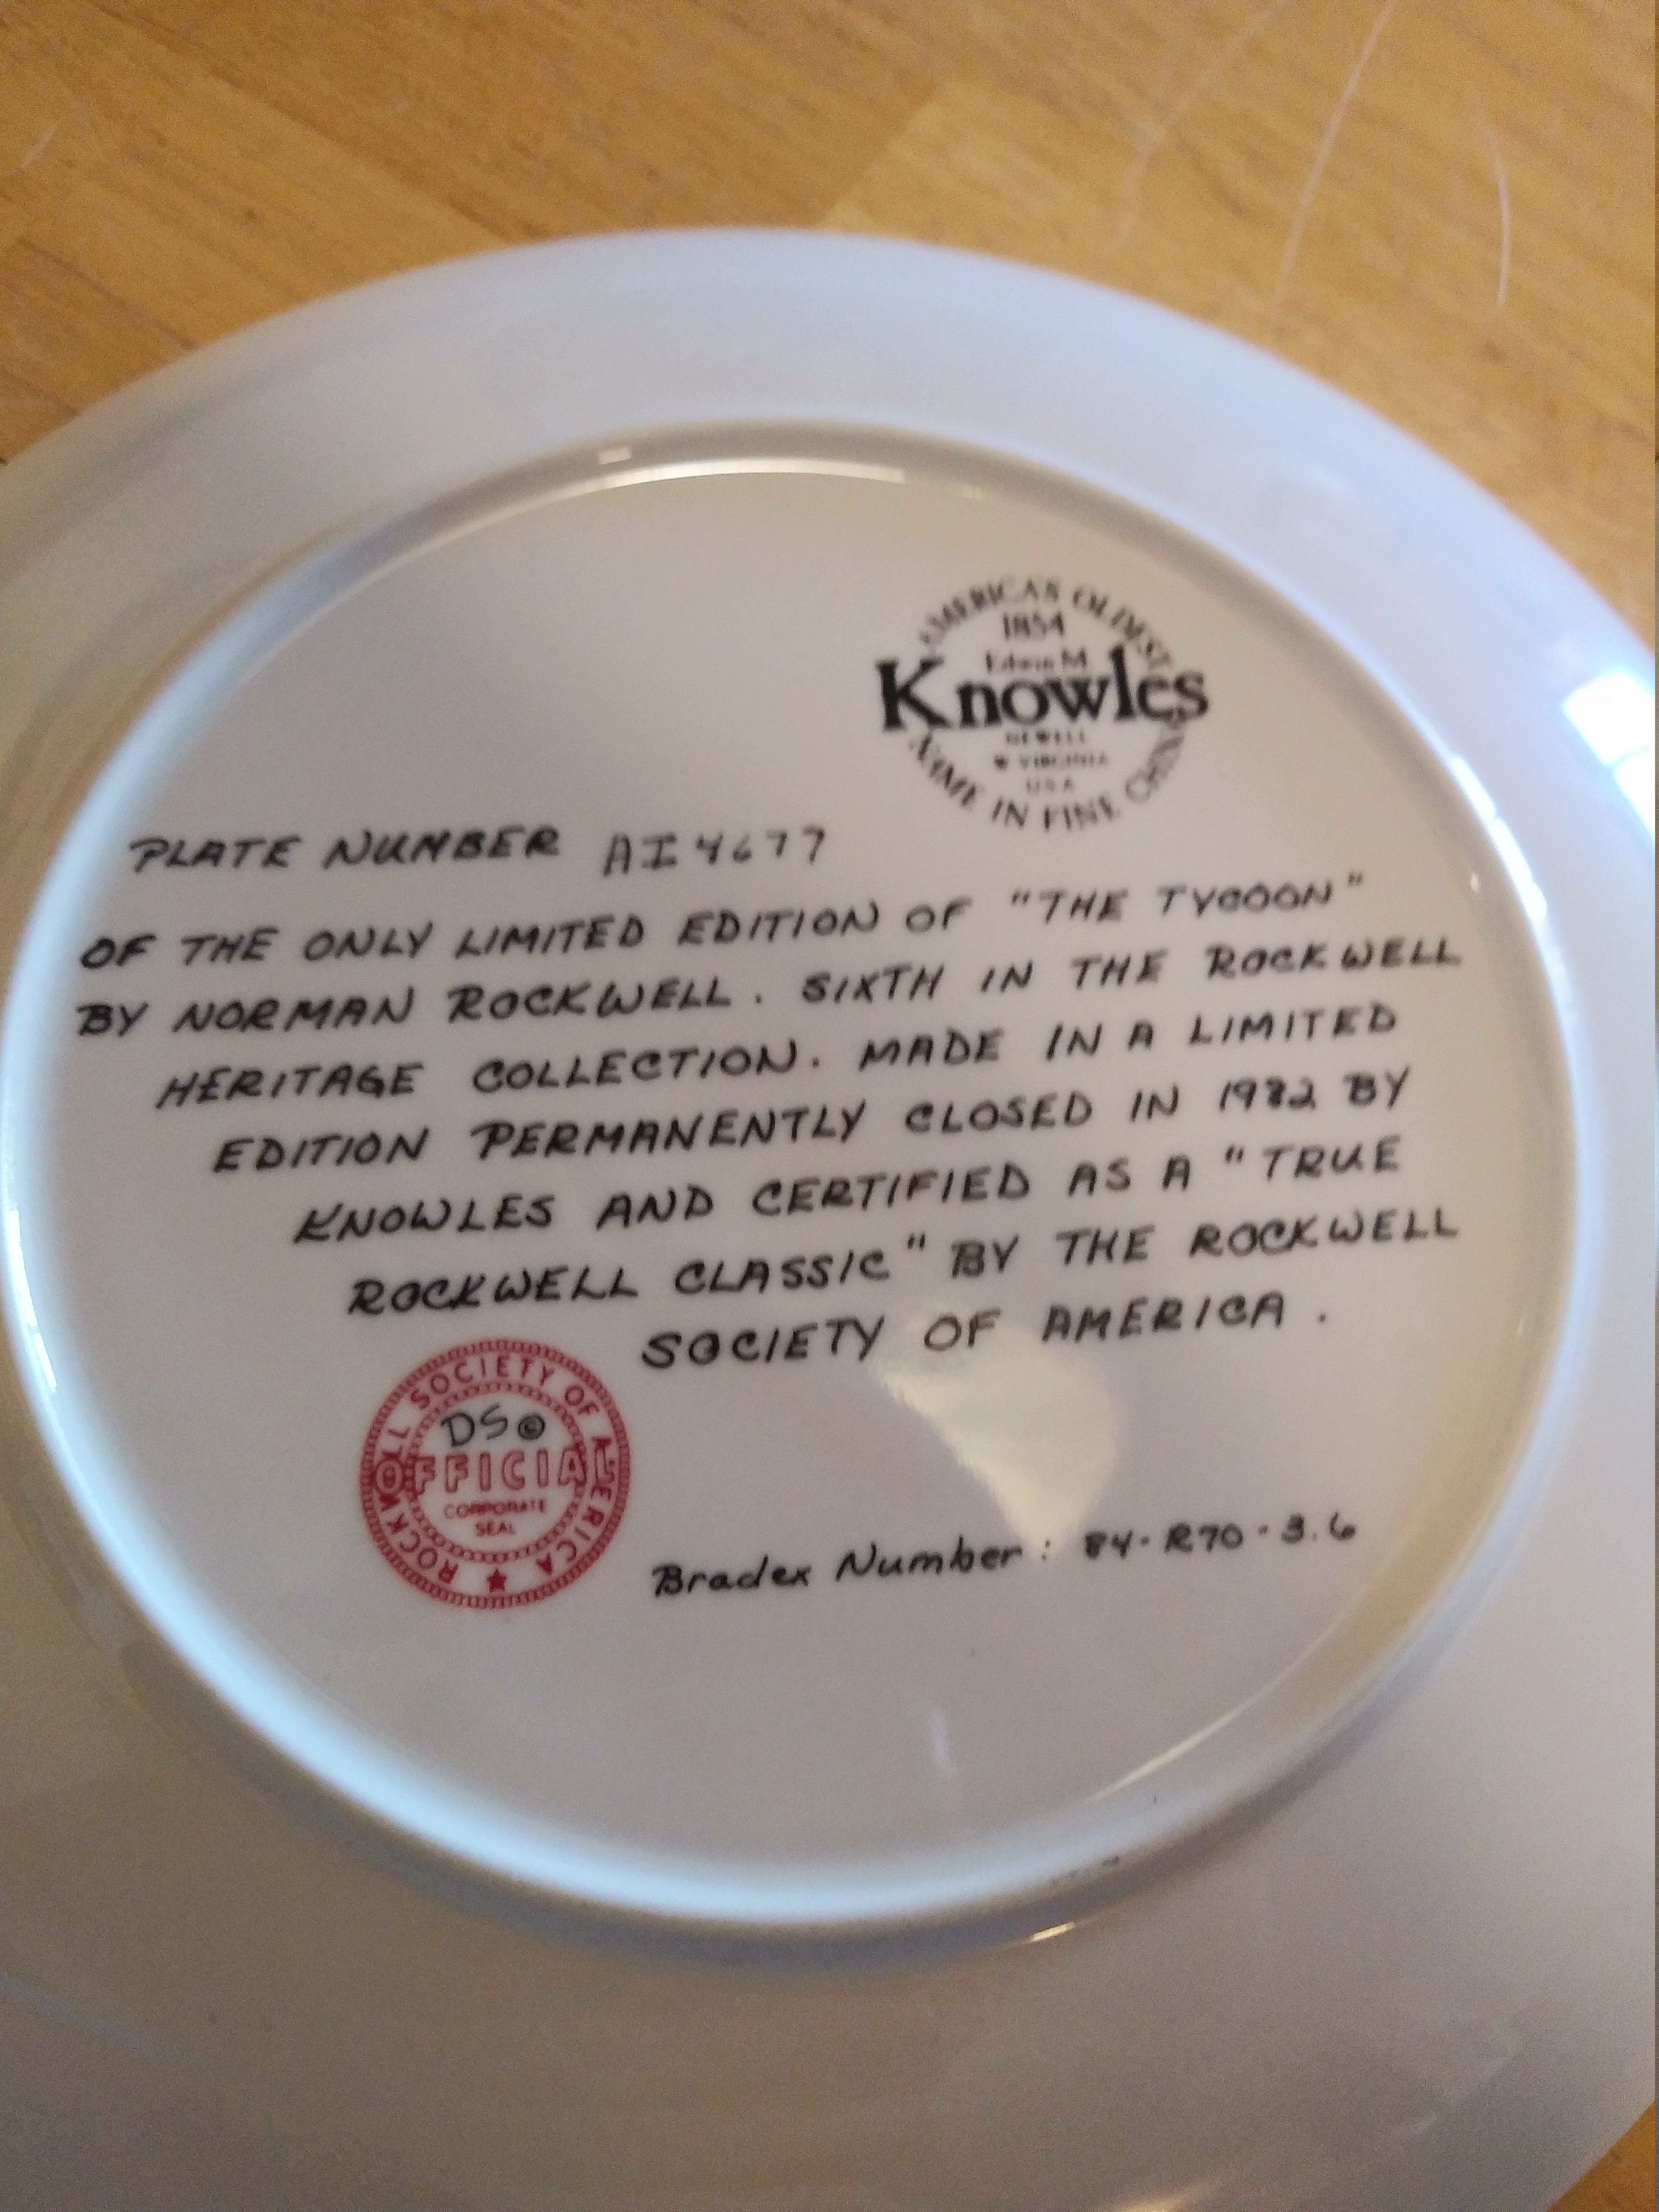 AMERICA'S OLDEST
1854
Edwin M.
Knowles
NEWELL
W VIRGINIA
USA
NAME IN FINE CHINA
PLATE NUMBER AI4677
OF THE ONLY LIMITED EDITION OF "THE TYCOON"
BY NORMAN ROCKWELL. SIXTH IN THE ROCKWELL
HERITAGE COLLECTION. MADE IN A LIMITED
EDITION PERMANENTLY CLOSED IN 1982 BY
KNOWLES AND CERTIFIED AS A "TRUE
ROCKWELL CLASSIC" BY THE ROCKWELL
SOCIETY OF AMERICA.
ROCKWELL SOCIETY OF AMERICA
DS©
OFFICIAL
CORPORATE
SEAL
Bradex Number: 84-R70-3.6